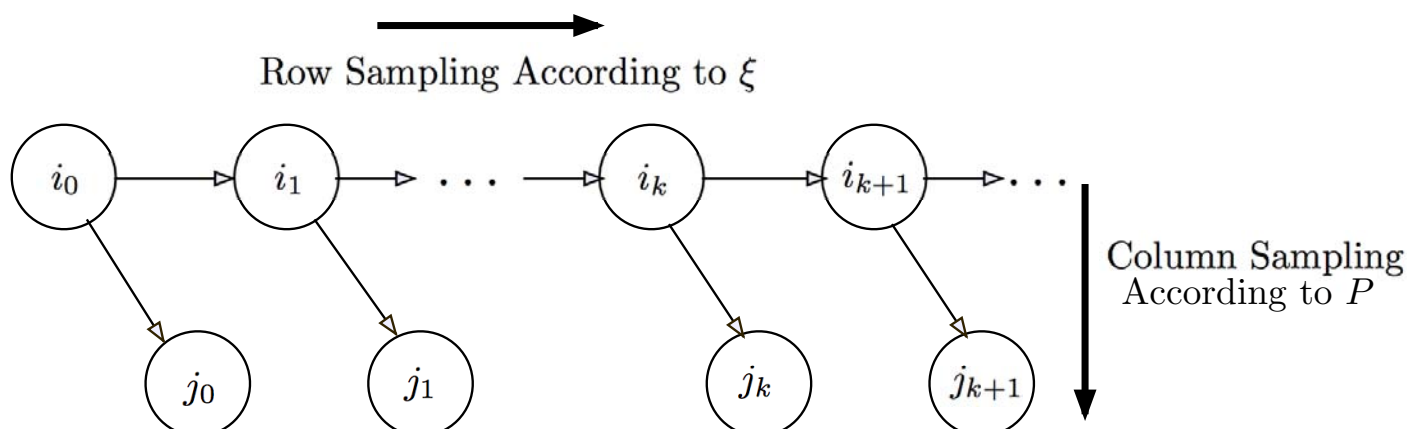 Row Sampling According to ξ
i₀ i₁ · · · iₖ iₖ₊₁ · · ·
Column Sampling
According to P
j₀ j₁ jₖ jₖ₊₁